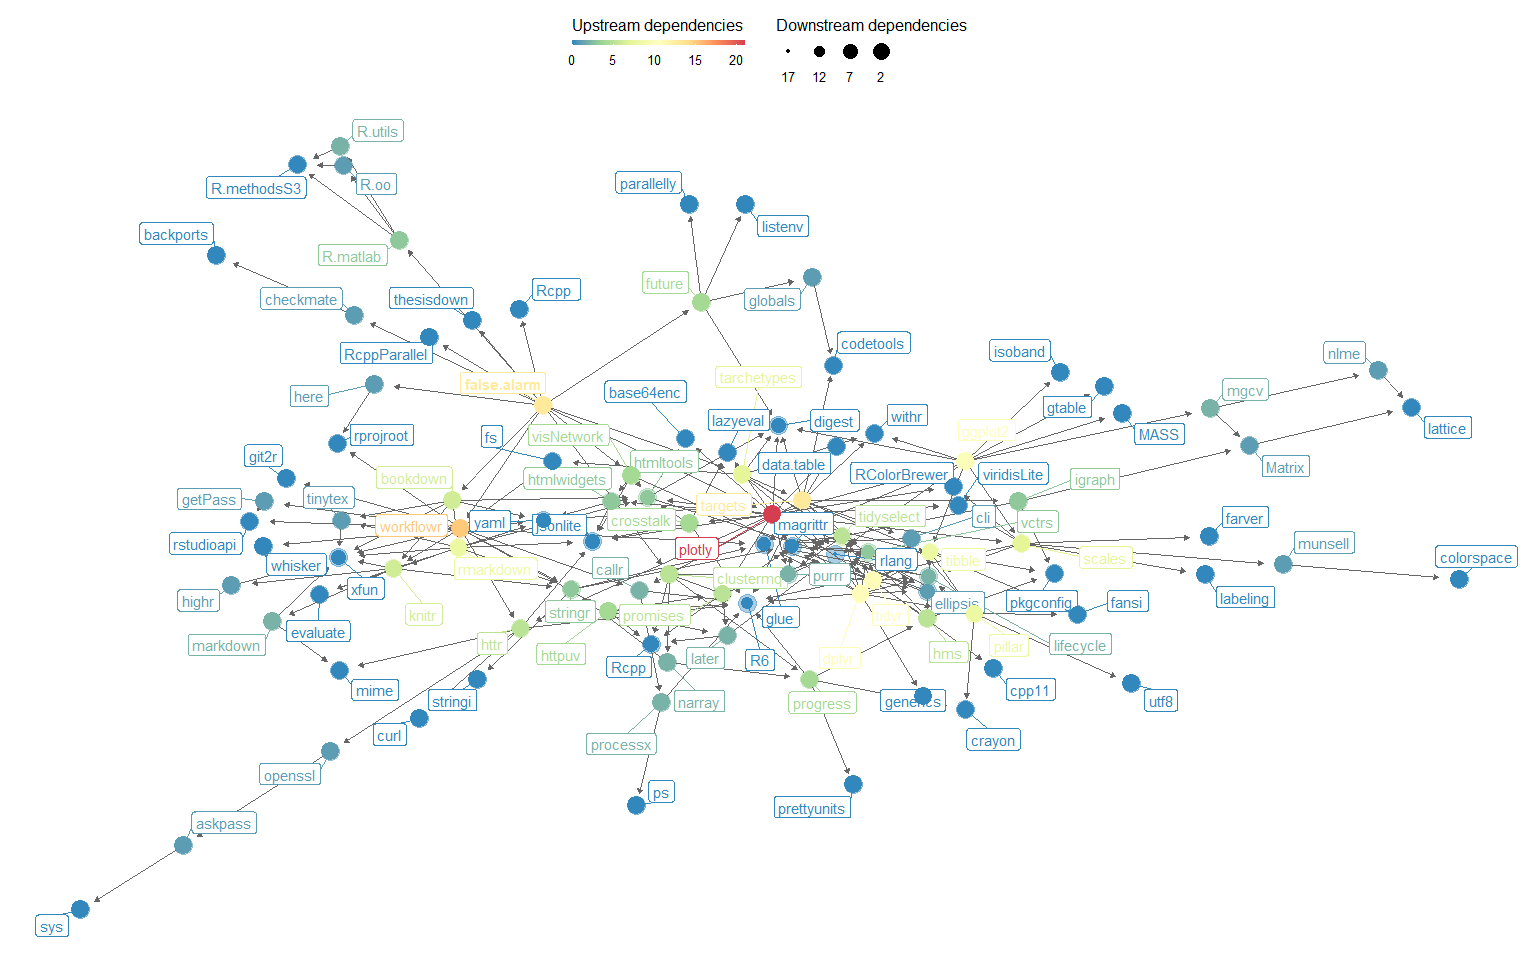 Upstream dependencies
Downstream dependencies
0 5 10 15 20
17 12 7 2
R.utils
R.methodsS3
R.oo
parallelly
listenv
backports
R.matlab
future
checkmate
thesisdown
Rcpp
globals
RcppParallel
codetools
isoband
nlme
false.alarm
tarchetypes
here
base64enc
mgcv
gtable
lazyeval
digest
withr
MASS
lattice
fs
visNetwork
rprojroot
ggplot2
git2r
htmltools
data.table
Matrix
bookdown
htmlwidgets
RColorBrewer
viridisLite
igraph
getPass
tinytex
targets
workflowr
yaml
jsonlite
crosstalk
magrittr
tidyselect
cli
vctrs
farver
rstudioapi
plotly
munsell
whisker
rmarkdown
callr
clustermq
purrr
rlang
tibble
scales
colorspace
xfun
highr
knitr
stringr
promises
glue
tidyr
ellipsis
pkgconfig
fansi
labeling
evaluate
markdown
httr
httpuv
Rcpp
later
R6
dplyr
hms
pillar
lifecycle
mime
stringi
narray
progress
generics
cpp11
utf8
curl
processx
crayon
openssl
ps
prettyunits
askpass
sys